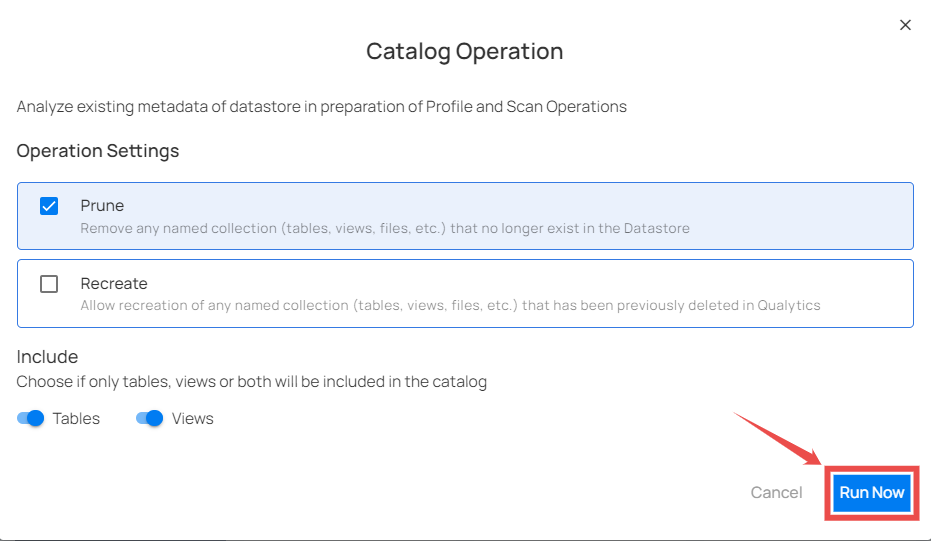 Catalog Operation
Analyze existing metadata of datastore in preparation of Profile and Scan Operations
Operation Settings
Prune
Remove any named collection (tables, views, files, etc.) that no longer exist in the Datastore
Recreate
Allow recreation of any named collection (tables, views, files, etc.) that has been previously deleted in Qualytics
Include
Choose if only tables, views or both will be included in the catalog
Tables Views
Cancel Run Now